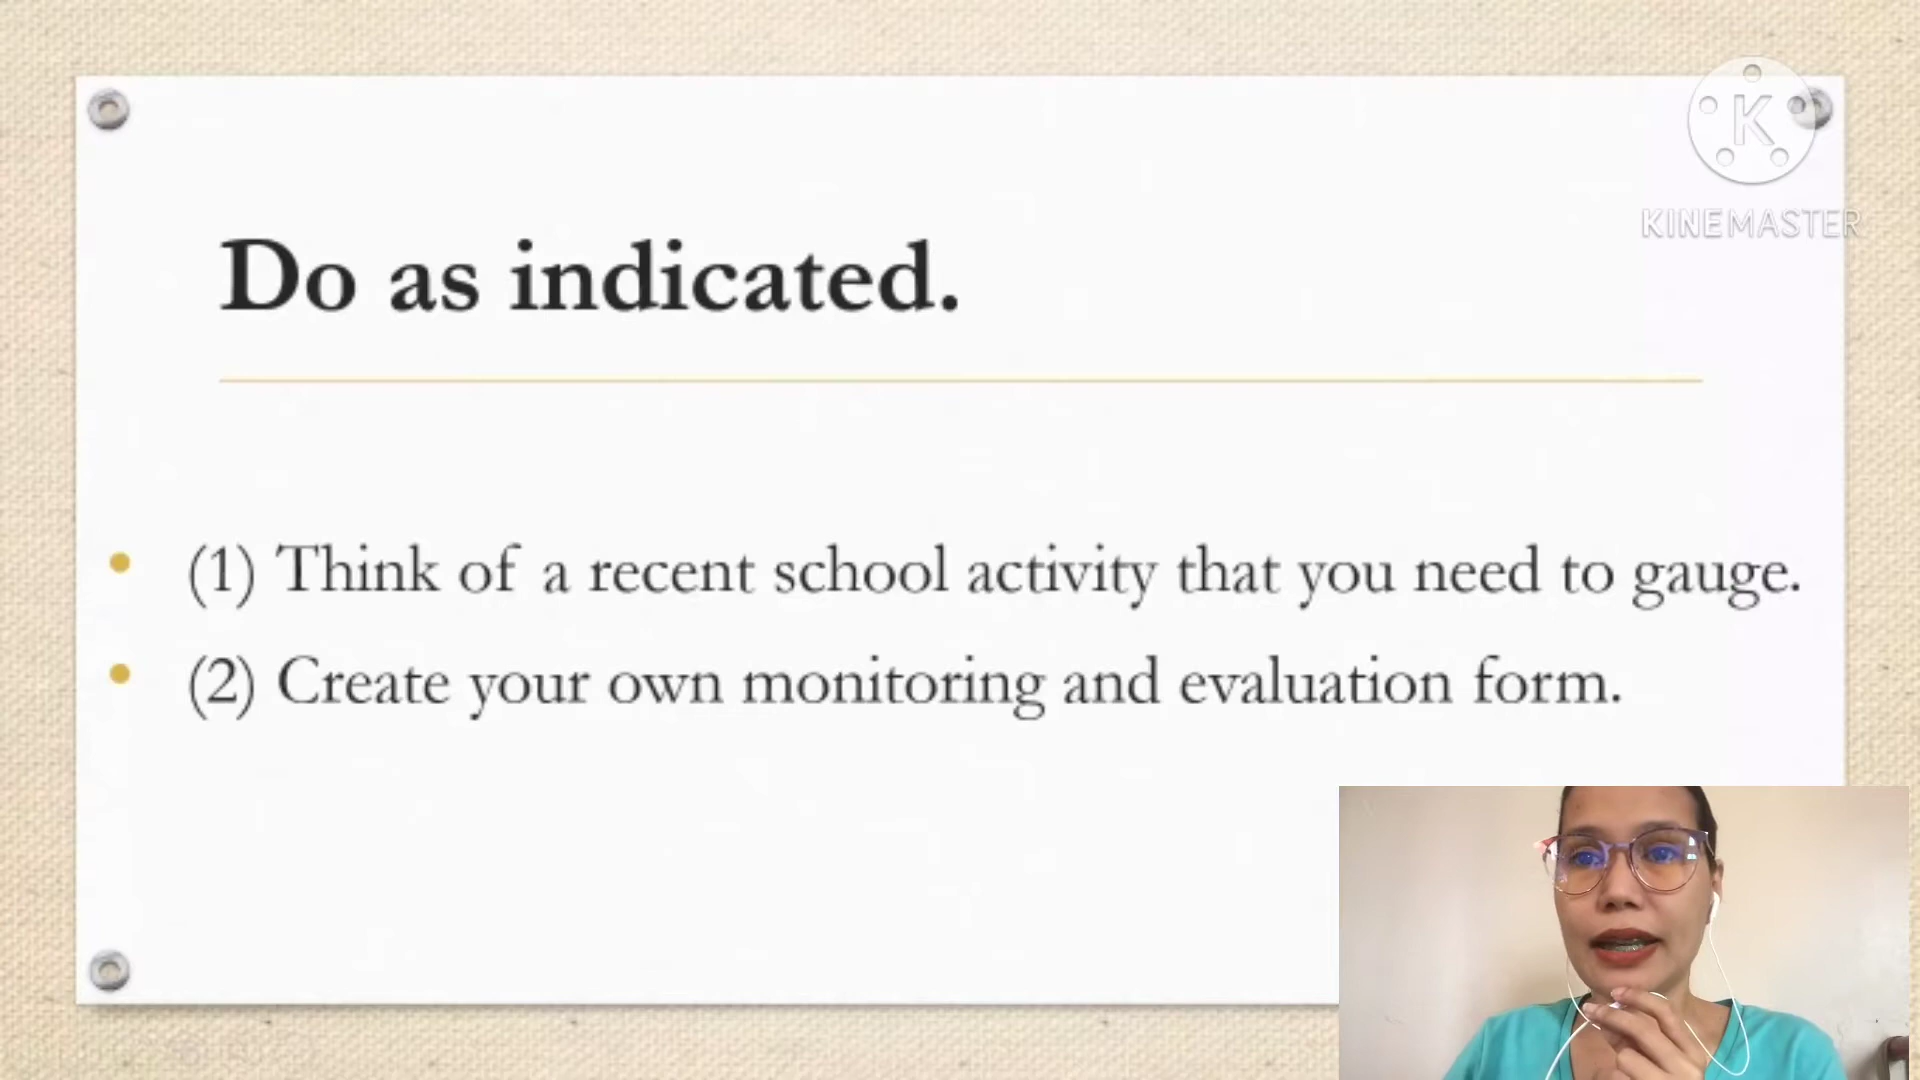 K
KINEMASTER
Do as indicated.
(1) Think of a recent school activity that you need to gauge.
(2) Create your own monitoring and evaluation form.